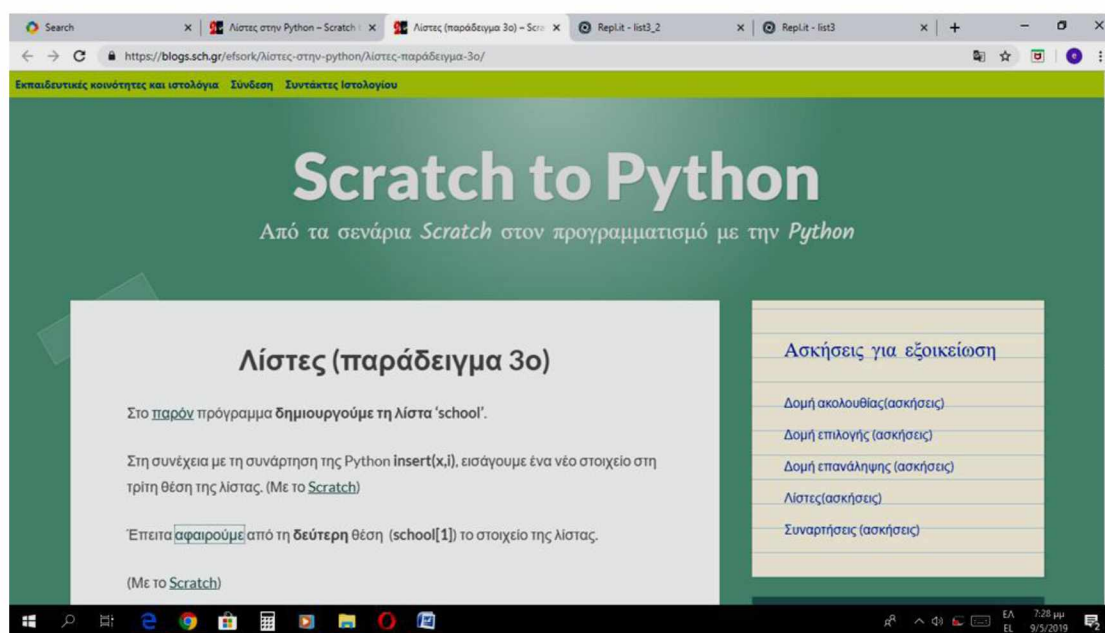 Search
Λίστες στην Python – Scratch t
Λίστες (παράδειγμα 3ο) – Scra
Repl.it - list3_2
Repl.it - list3
https://blogs.sch.gr/efsork/λίστες-στην-python/λίστες-παράδειγμα-3ο/
Εκπαιδευτικές κοινότητες και ιστολόγια Σύνδεση Συντάκτες Ιστολογίου
Scratch to Python
Από τα σενάρια Scratch στον προγραμματισμό με την Python
Λίστες (παράδειγμα 3ο)
Στο παρόν πρόγραμμα δημιουργούμε τη λίστα ‘school’.
Στη συνέχεια με τη συνάρτηση της Python insert(x,i), εισάγουμε ένα νέο στοιχείο στη
τρίτη θέση της λίστας. (Με το Scratch)
Έπειτα αφαιρούμε από τη δεύτερη θέση (school[1]) το στοιχείο της λίστας.
(Με το Scratch)
Ασκήσεις για εξοικείωση
Δομή ακολουθίας(ασκήσεις)
Δομή επιλογής (ασκήσεις)
Δομή επανάληψης (ασκήσεις)
Λίστες(ασκήσεις)
Συναρτήσεις (ασκήσεις)
ΕΛ
EL
7:28 μμ
9/5/2019